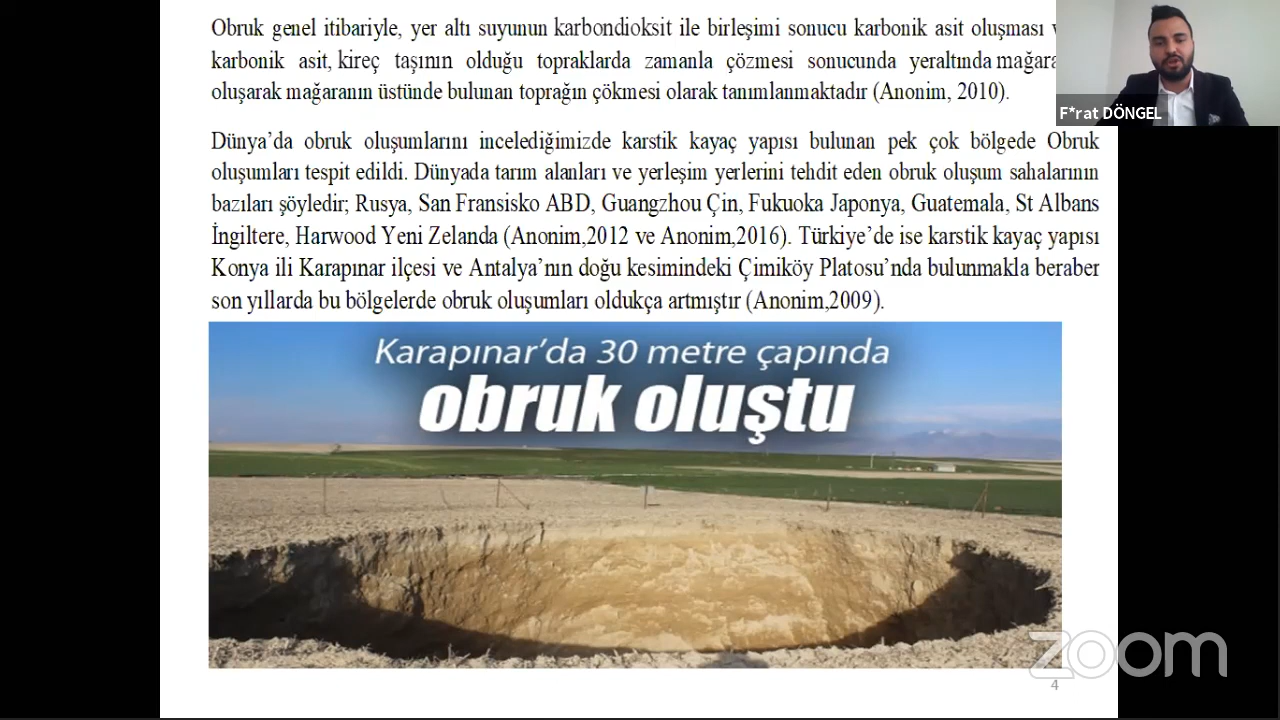 Obruk genel itibariyle, yer altı suyunun karbondioksit ile birleşimi sonucu karbonik asit oluşması
karbonik asit, kireç taşının olduğu topraklarda zamanla çözmesi sonucunda yeraltında
oluşarak mağaranın üstünde bulunan toprağın çökmesi olarak tanımlanmaktadır (Anonim, 2010).
F*rat DÖNGEL
Dünya’da obruk oluşumlarını incelediğimizde karstik kayaç yapısı bulunan pek çok bölgede Obruk
oluşumları tespit edildi. Dünyada tarım alanları ve yerleşim yerlerini tehdit eden obruk oluşum sahalarının
bazıları şöyledir; Rusya, San Fransisko ABD, Guangzhou Çin, Fukuoka Japonya, Guatemala, St Albans
İngiltere, Harwood Yeni Zelanda (Anonim,2012 ve Anonim,2016). Türkiye’de ise karstik kayaç yapısı
Konya ili Karapınar ilçesi ve Antalya’nın doğu kesimindeki Çimiköy Platosu’nda bulunmakla beraber
son yıllarda bu bölgelerde obruk oluşumları oldukça artmıştır (Anonim,2009).
Karapınar’da 30 metre çapında
obruk oluştu
zoom
4